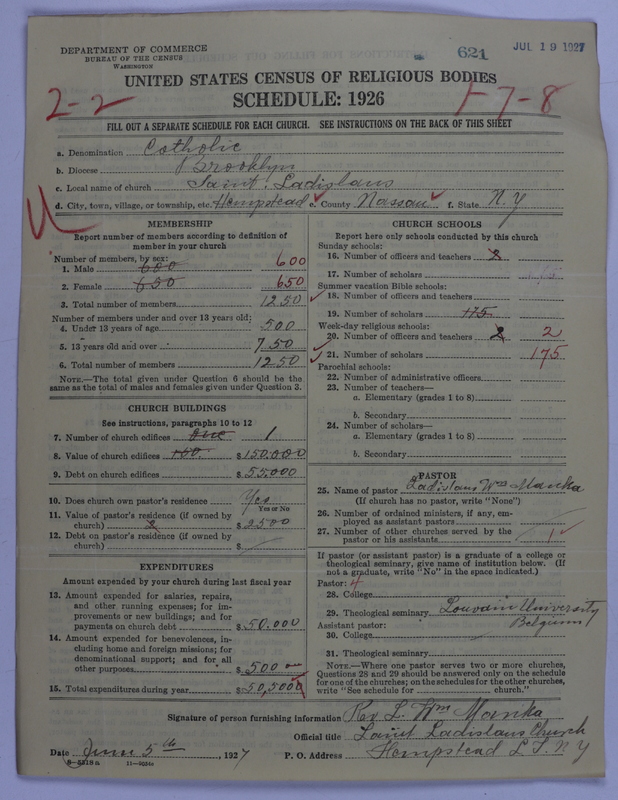 DEPARTMENT OF COMMERCE
BUREAU OF THE CENSUS
WASHINGTON
621
JUL 19 1927
UNITED STATES CENSUS OF RELIGIOUS BODIES
SCHEDULE: 1926
2-2
1-7-8
FILL OUT A SEPARATE SCHEDULE FOR EACH CHURCH. SEE INSTRUCTIONS ON THE BACK OF THIS SHEET
a. Denomination Catholic
b. Diocese Brooklyn
c. Local name of church Saint. Ladislaus
d. City, town, village, or township, etc. Hempstead e. County Nassau f. State N.Y
U
MEMBERSHIP
Report number of members according to definition of
member in your church
Number of members, by sex:
1. Male 600 600
2. Female 650 650
3. Total number of members 1250
Number of members under and over 13 years old:
4. Under 13 years of age 500
5. 13 years old and over 750
6. Total number of members 1250
NOTE.—The total given under Question 6 should be the
same as the total of males and females given under Question 3.
CHURCH BUILDINGS
See instructions, paragraphs 10 to 12
7. Number of church edifices one 1
8. Value of church edifices 150. $150.000
9. Debt on church edifices $55.000
10. Does church own pastor's residence Yes
Yes or No
11. Value of pastor's residence (if owned by
church) 2 $2500
12. Debt on pastor's residence (if owned by
church) $
EXPENDITURES
Amount expended by your church during last fiscal year
13. Amount expended for salaries, repairs,
and other running expenses; for im-
provements or new buildings; and for
payments on church debt $50.000
14. Amount expended for benevolences, in-
cluding home and foreign missions; for
denominational support; and for all
other purposes $500 00
15. Total expenditures during year $50,500
CHURCH SCHOOLS
Report here only schools conducted by this church
Sunday schools:
16. Number of officers and teachers 2
17. Number of scholars
Summer vacation Bible schools:
18. Number of officers and teachers
19. Number of scholars 175
Week-day religious schools:
20. Number of officers and teachers 2 2
21. Number of scholars 175
Parochial schools:
22. Number of administrative officers
23. Number of teachers—
a. Elementary (grades 1 to 8)
b. Secondary
24. Number of scholars—
a. Elementary (grades 1 to 8)
b. Secondary
PASTOR
25. Name of pastor Ladislaus Wm Manka
(If church has no pastor, write "None")
26. Number of ordained ministers, if any, em-
ployed as assistant pastors
27. Number of other churches served by the
pastor or his assistants 1
If pastor (or assistant pastor) is a graduate of a college or
theological seminary, give name of institution below. (If
not a graduate, write "No" in the space indicated.)
Pastor: 4
28. College
29. Theological seminary Louvain University
Assistant pastor: Belgium
30. College
31. Theological seminary
NOTE.—Where one pastor serves two or more churches,
Questions 28 and 29 should be answered only on the schedule
for one of the churches; on the schedules for the other churches,
write "See schedule for church."
Signature of person furnishing information Rev L. Wm Manka
Official title Saint Ladislaus Church
Date June 5th, 1927 P. O. Address Hempstead L. I. N Y
8-5318a 11-9034a